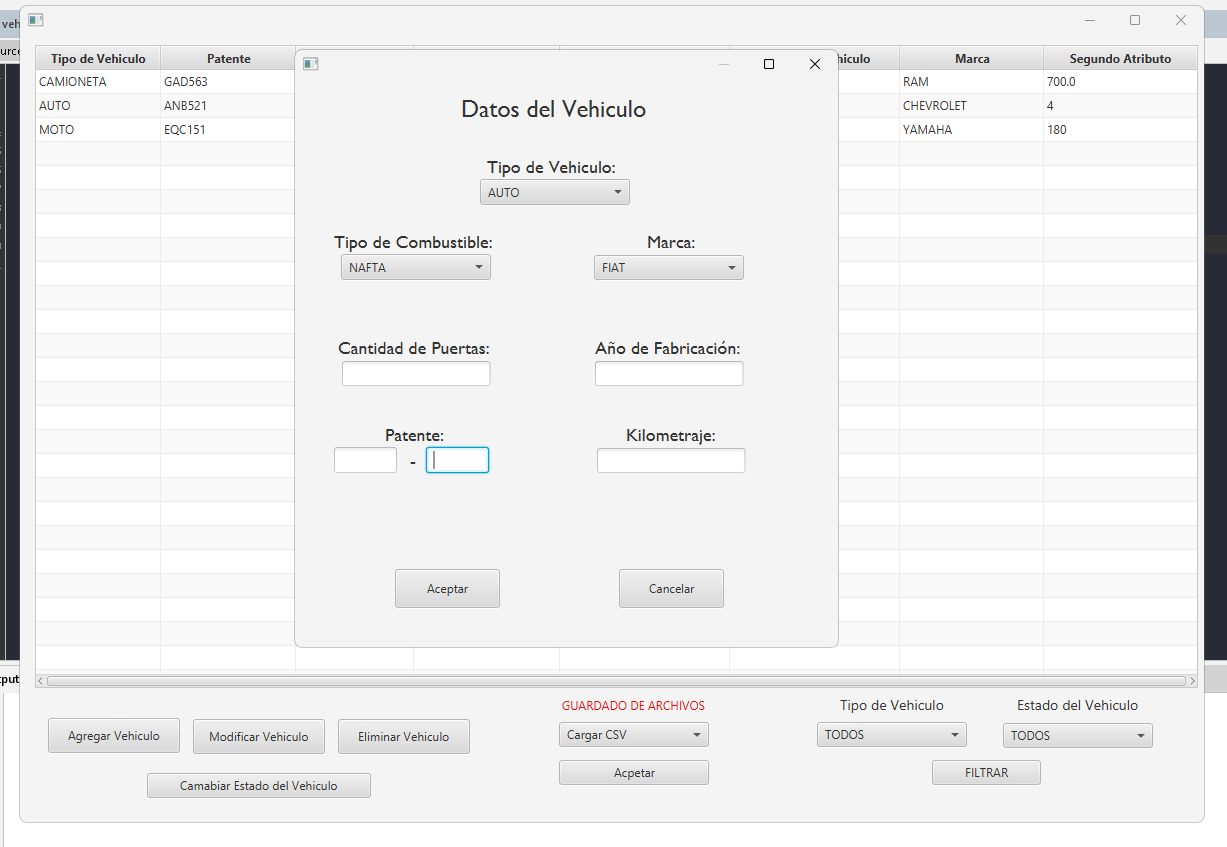 veh
urce
Tipo de Vehiculo Patente hiculo Marca Segundo Atributo
CAMIONETA GAD563 RAM 700.0
AUTO ANB521 CHEVROLET 4
MOTO EQC151 YAMAHA 180
Datos del Vehiculo
Tipo de Vehiculo:
AUTO
Tipo de Combustible: Marca:
NAFTA FIAT
Cantidad de Puertas: Año de Fabricación:
Patente: Kilometraje:
-
Aceptar Cancelar
tput
GUARDADO DE ARCHIVOS Tipo de Vehiculo Estado del Vehiculo
Agregar Vehiculo Modificar Vehiculo Eliminar Vehiculo Cargar CSV TODOS TODOS
Acpetar FILTRAR
Camabiar Estado del Vehiculo